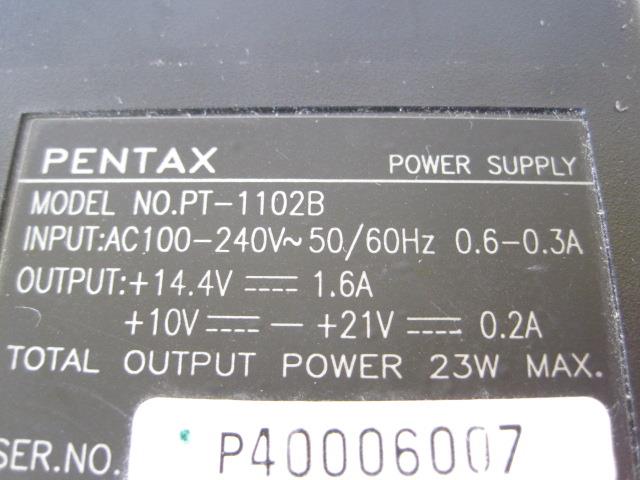 PENTAX POWER SUPPLY
MODEL NO.PT-1102B
INPUT:AC100-240V~50/60Hz 0.6-0.3A
OUTPUT:+14.4V ⎓ 1.6A
+10V ⎓ — +21V ⎓ 0.2A
TOTAL OUTPUT POWER 23W MAX.
SER.NO. P40006007